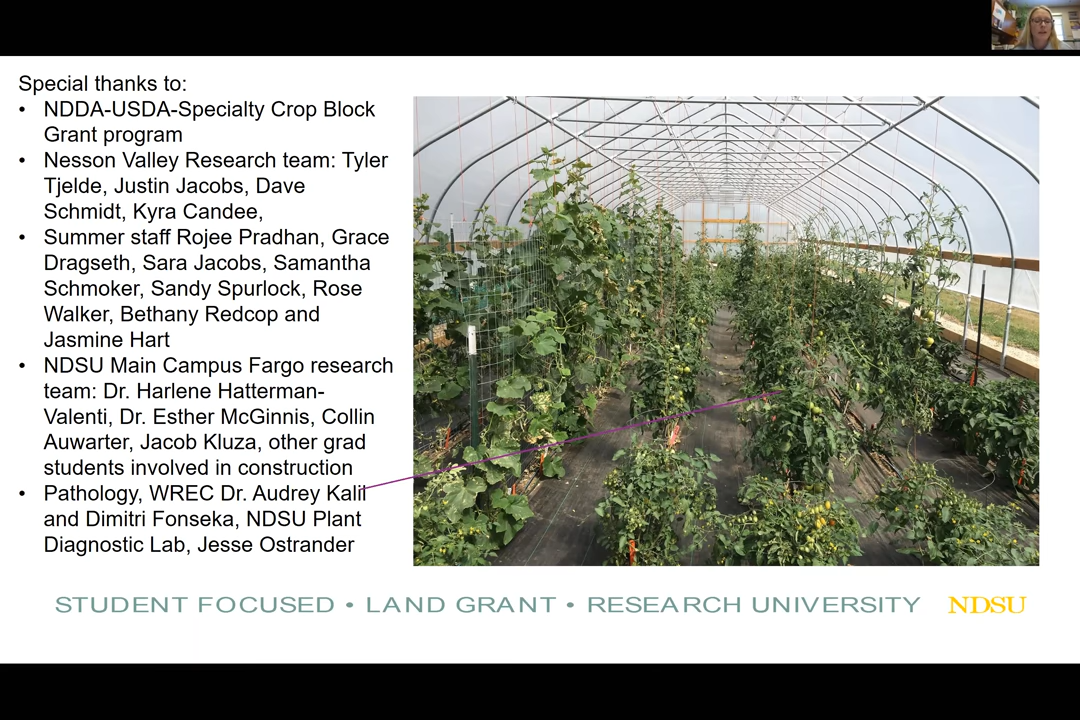 Special thanks to:
• NDDA-USDA-Specialty Crop Block
Grant program
• Nesson Valley Research team: Tyler
Tjelde, Justin Jacobs, Dave
Schmidt, Kyra Candee,
• Summer staff Rojee Pradhan, Grace
Dragseth, Sara Jacobs, Samantha
Schmoker, Sandy Spurlock, Rose
Walker, Bethany Redcop and
Jasmine Hart
• NDSU Main Campus Fargo research
team: Dr. Harlene Hatterman-
Valenti, Dr. Esther McGinnis, Collin
Auwarter, Jacob Kluza, other grad
students involved in construction
• Pathology, WREC Dr. Audrey Kalil
and Dimitri Fonseka, NDSU Plant
Diagnostic Lab, Jesse Ostrander
STUDENT FOCUSED • LAND GRANT • RESEARCH UNIVERSITY NDSU